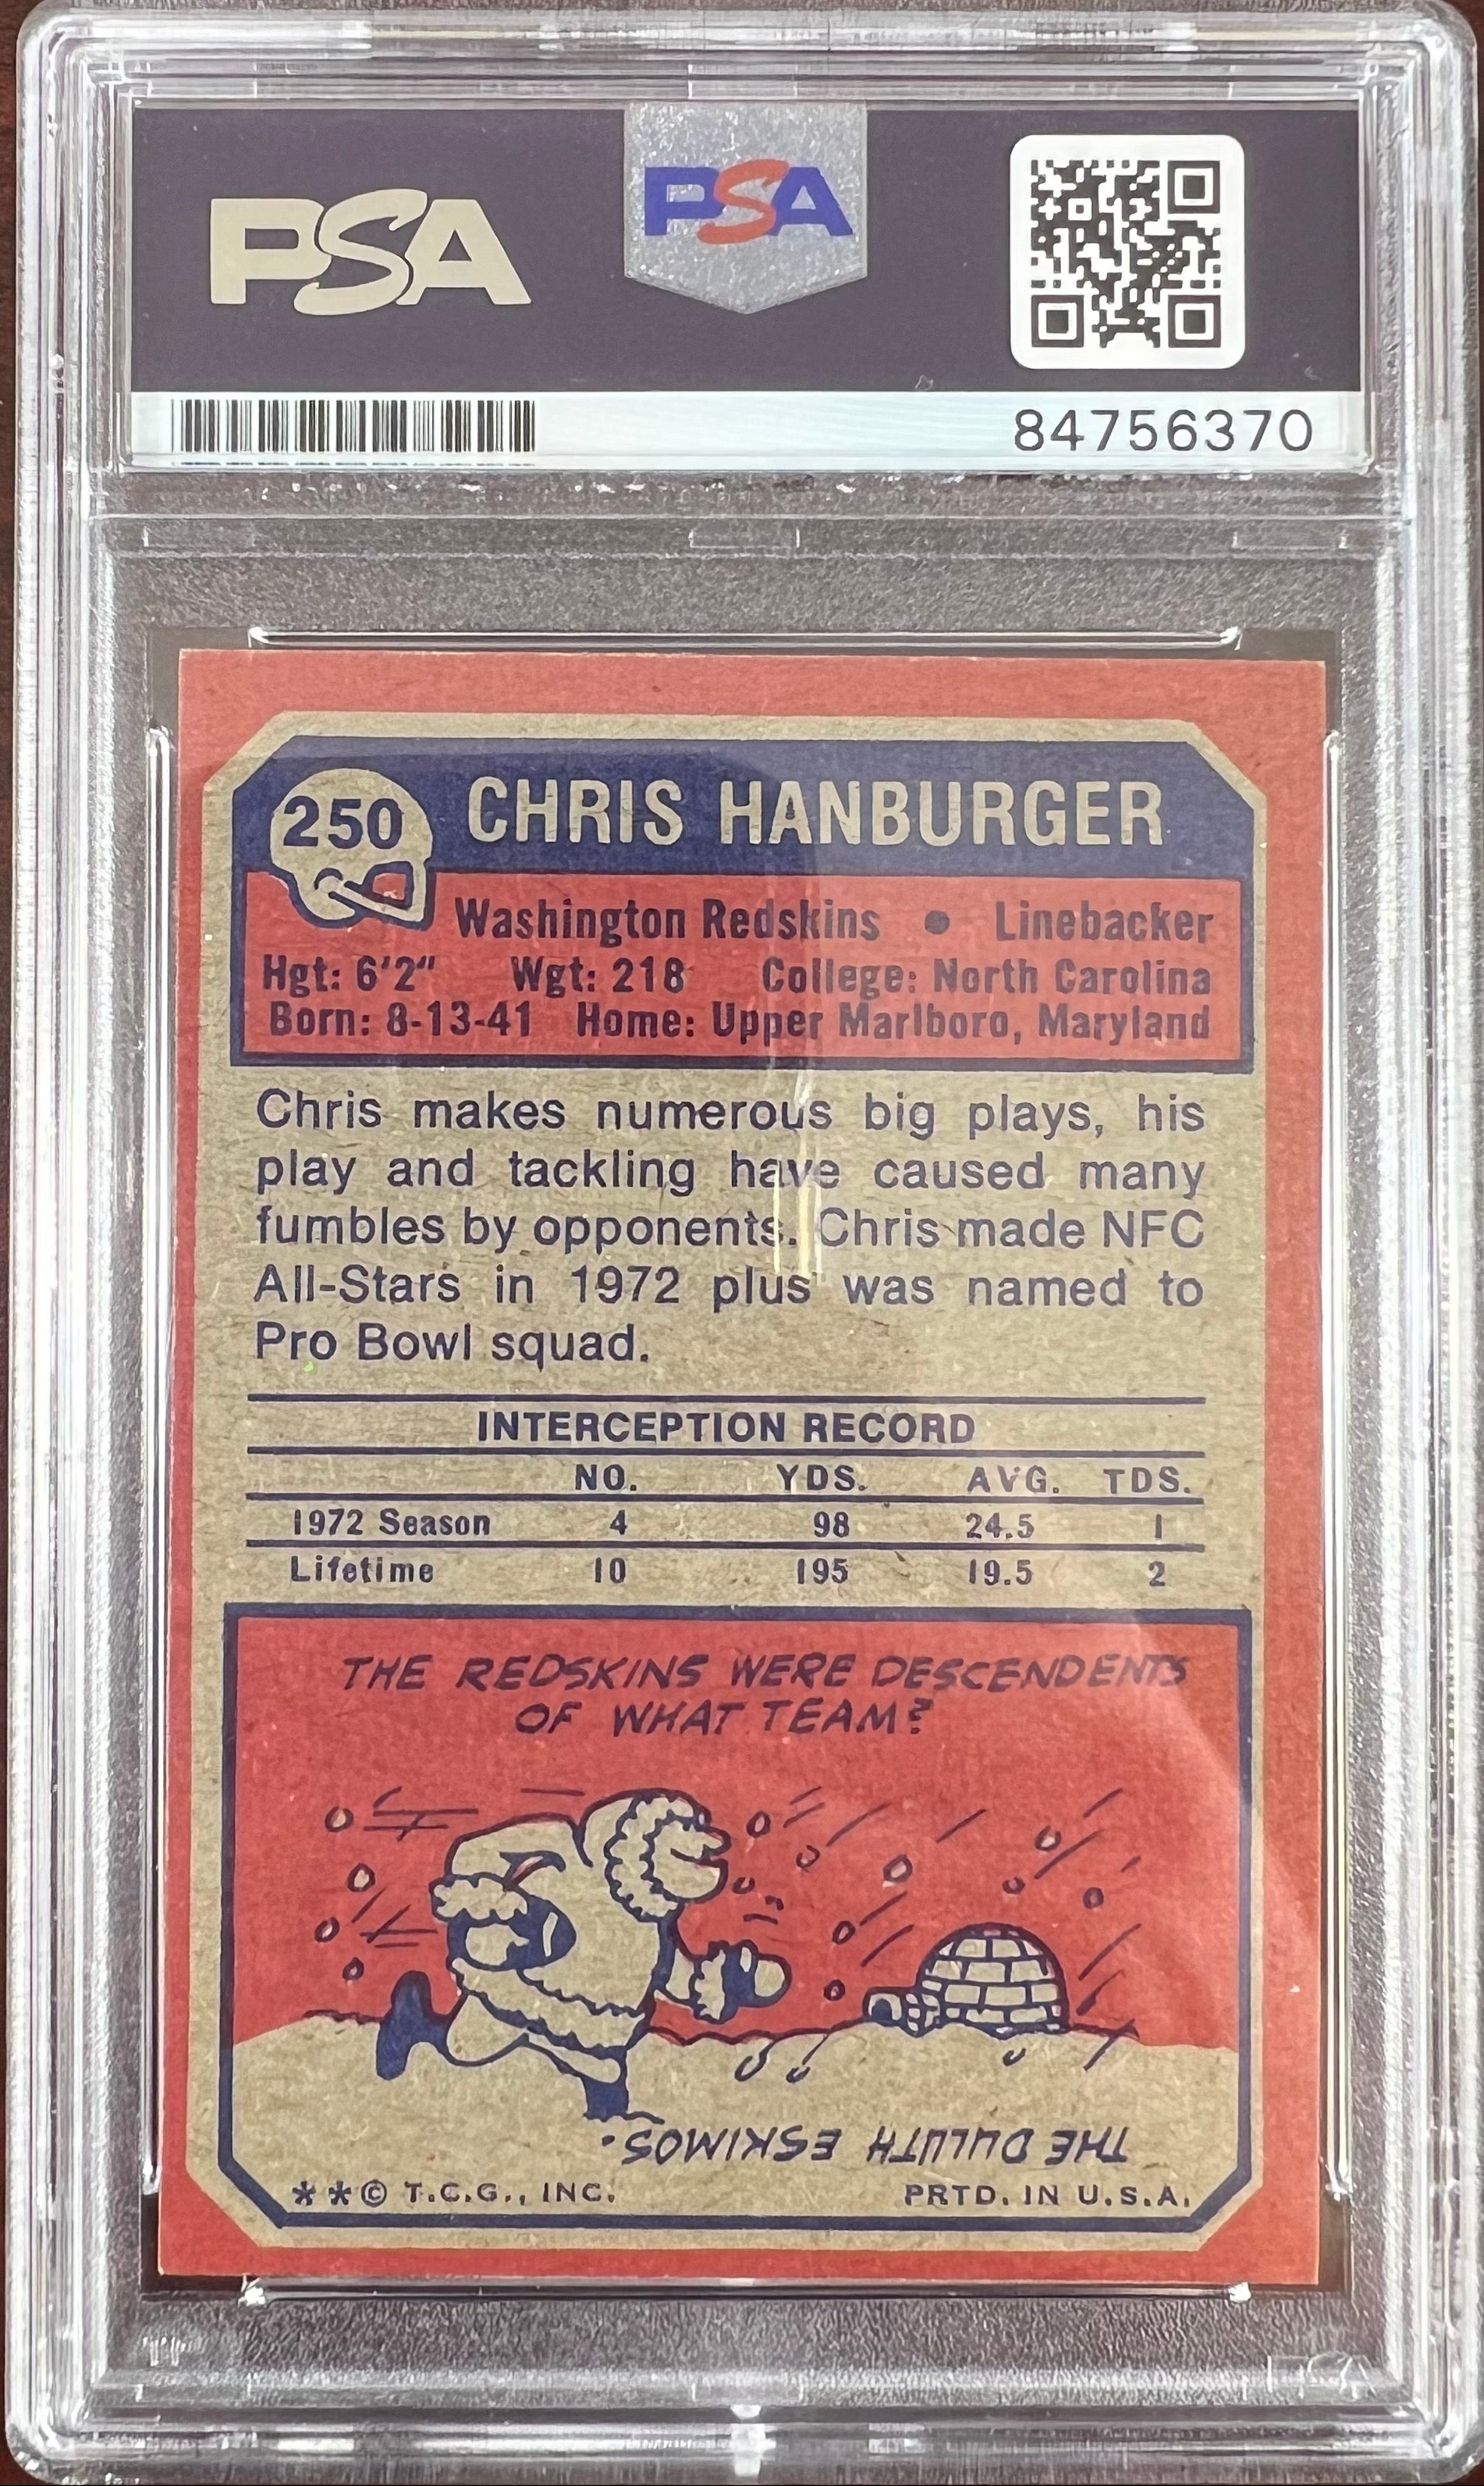 PSA
PSA
84756370
250
CHRIS HANBURGER
Washington Redskins • Linebacker
Hgt: 6'2" Wgt: 218 College: North Carolina
Born: 8-13-41 Home: Upper Marlboro, Maryland
Chris makes numerous big plays, his
play and tackling have caused many
fumbles by opponents. Chris made NFC
All-Stars in 1972 plus was named to
Pro Bowl squad.
INTERCEPTION RECORD
NO. YDS. AVG. TDS.
1972 Season 4 98 24.5 1
Lifetime 10 195 19.5 2
THE REDSKINS WERE DESCENDENTS
OF WHAT TEAM?
THE DULUTH ESKIMOS.
**© T.C.G., INC. PRTD. IN U.S.A.
PSA